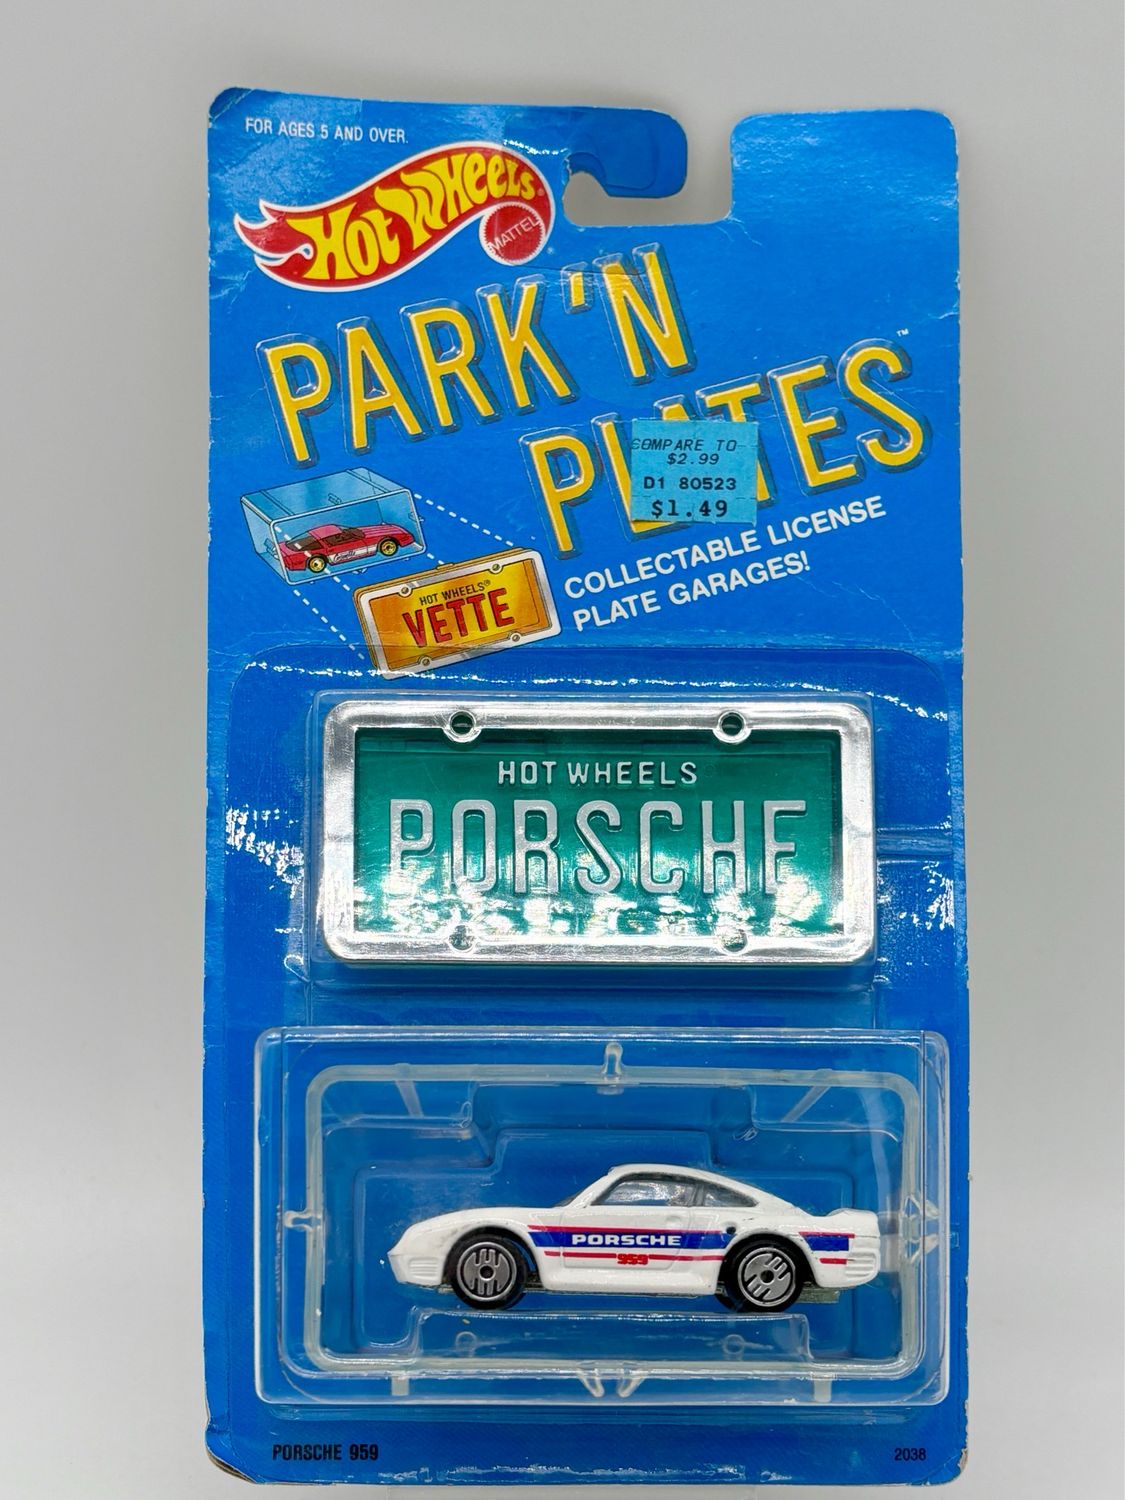 FOR AGES 5 AND OVER.
HOT WHEELS®
MATTEL
PARK'N
PLATES™
COMPARE TO
$2.99
D1 80523
$1.49
COLLECTABLE LICENSE
PLATE GARAGES!
HOT WHEELS®
VETTE
HOT WHEELS®
PORSCHE
PORSCHE
959
PORSCHE 959
2038